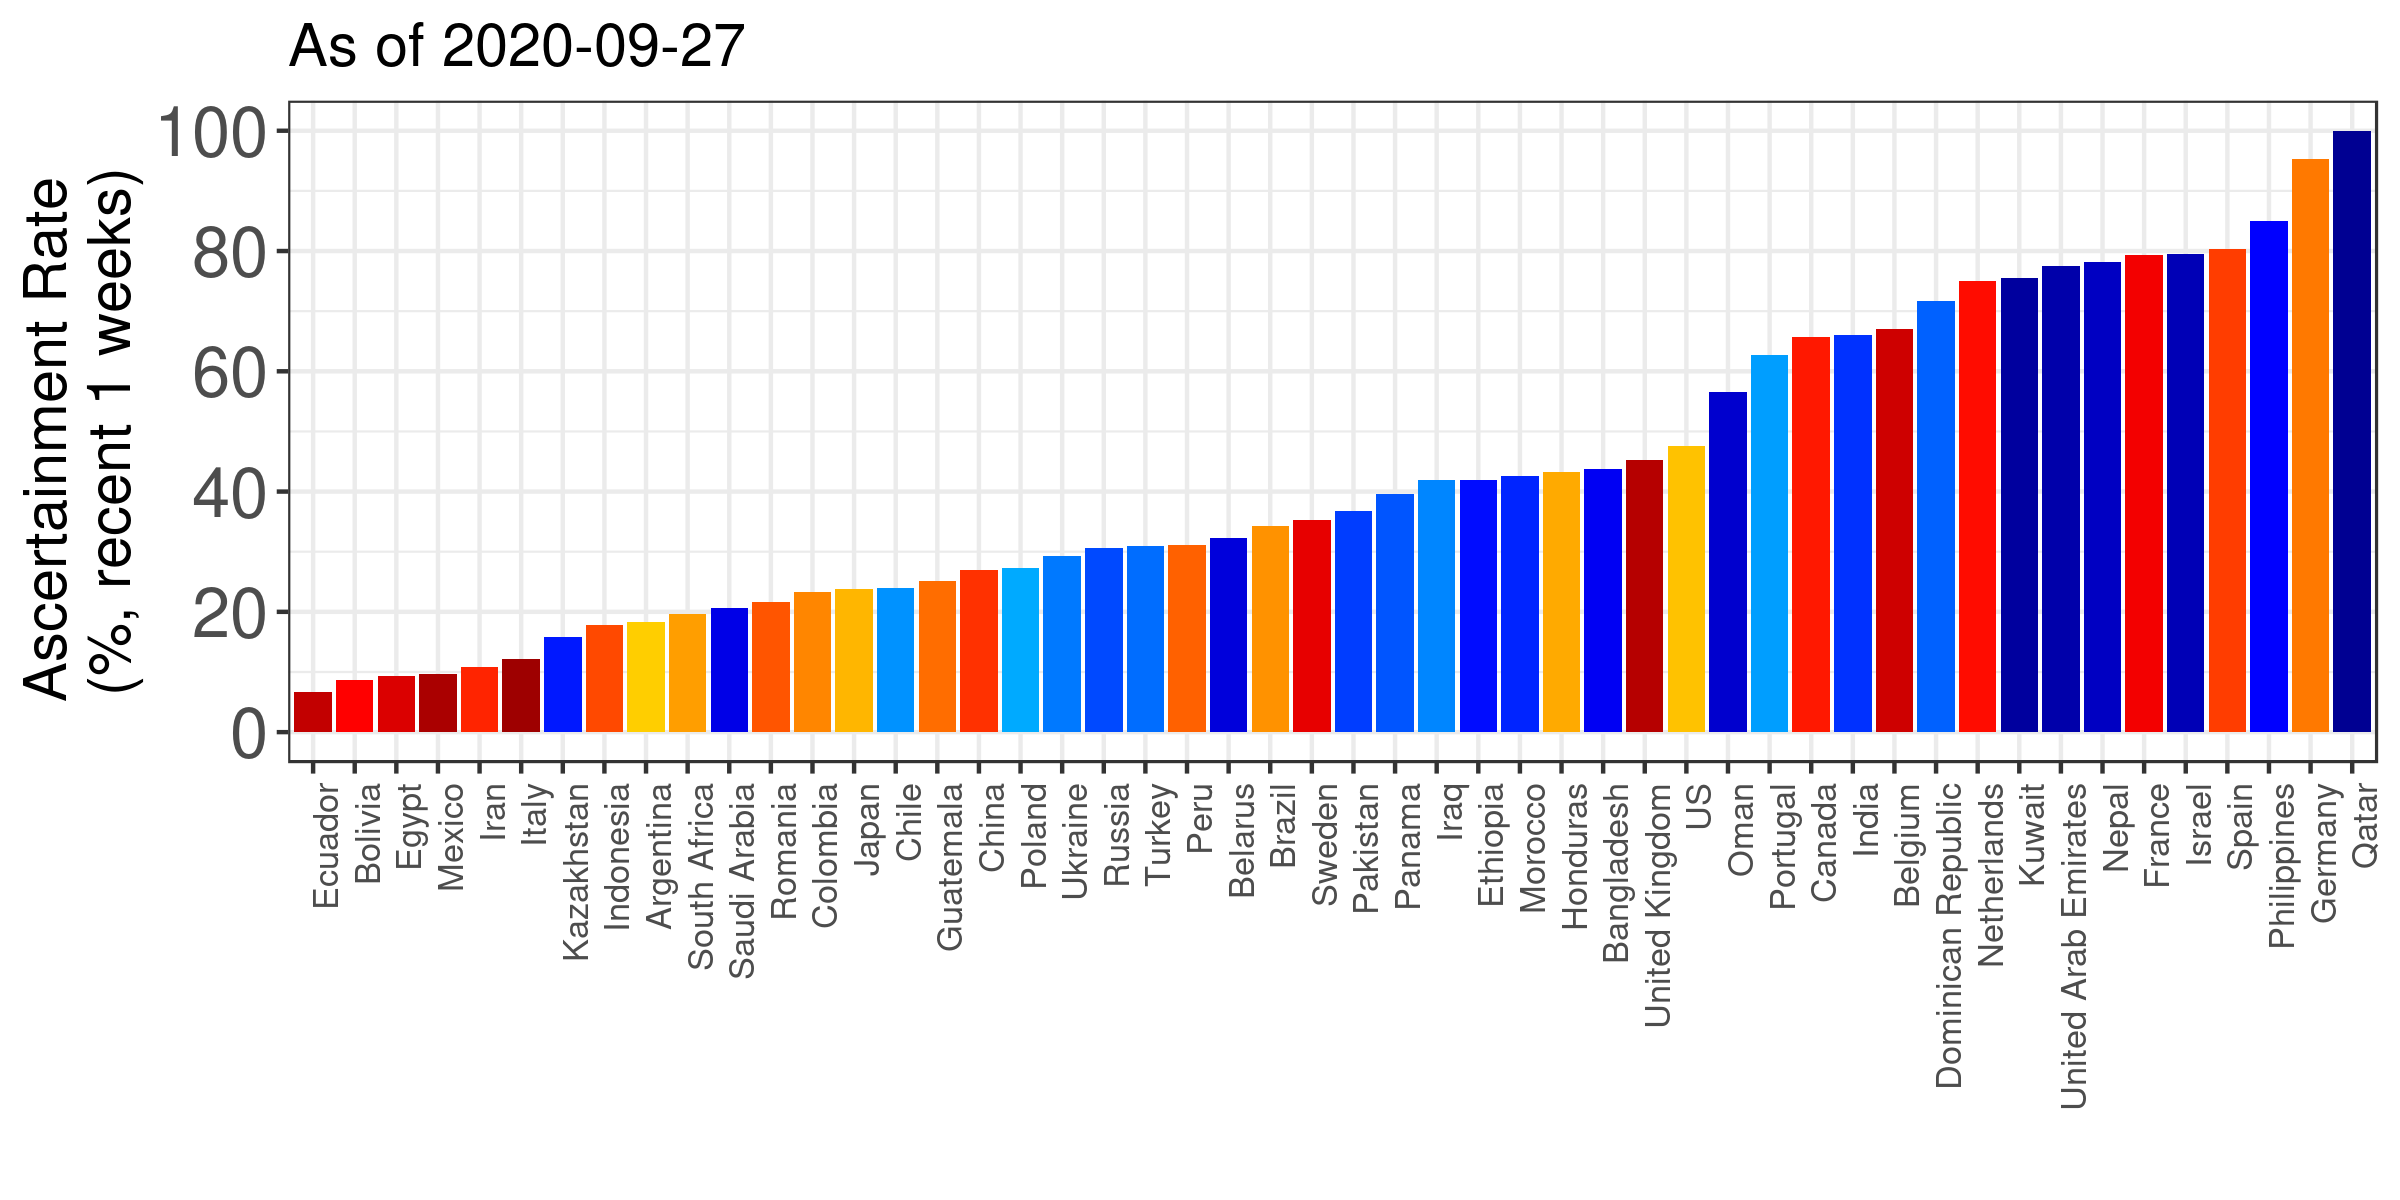 As of 2020-09-27
Ascertainment Rate
(%, recent 1 weeks)
100
80
60
40
20
0
Ecuador
Bolivia
Egypt
Mexico
Iran
Italy
Kazakhstan
Indonesia
Argentina
South Africa
Saudi Arabia
Romania
Colombia
Japan
Chile
Guatemala
China
Poland
Ukraine
Russia
Turkey
Peru
Belarus
Brazil
Sweden
Pakistan
Panama
Iraq
Ethiopia
Morocco
Honduras
Bangladesh
United Kingdom
US
Oman
Portugal
Canada
India
Belgium
Dominican Republic
Netherlands
Kuwait
United Arab Emirates
Nepal
France
Israel
Spain
Philippines
Germany
Qatar